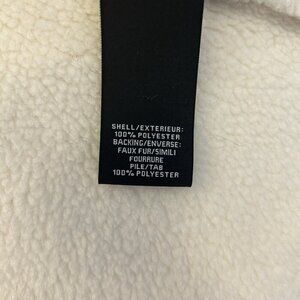 SHELL/EXTERIEUR:
100% POLYESTER
BACKING/ENVERSE:
FAUX FUR/SIMILI
FOURRURE
PILE/TAB
100% POLYESTER